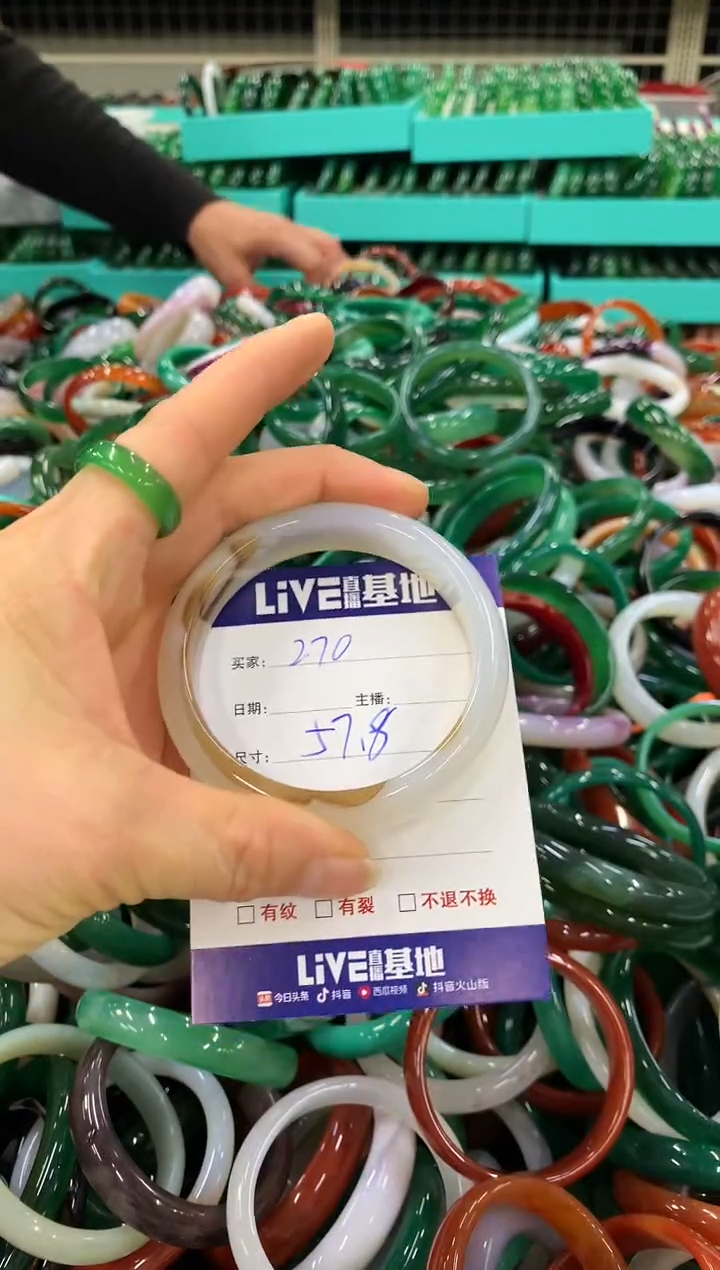 LiVE直播基地
买家: 270
日期: 主播:
尺寸: 57.8
有纹 有裂 不退不换
LiVE直播基地
头条 今日头条 抖音 西瓜视频 抖音火山版